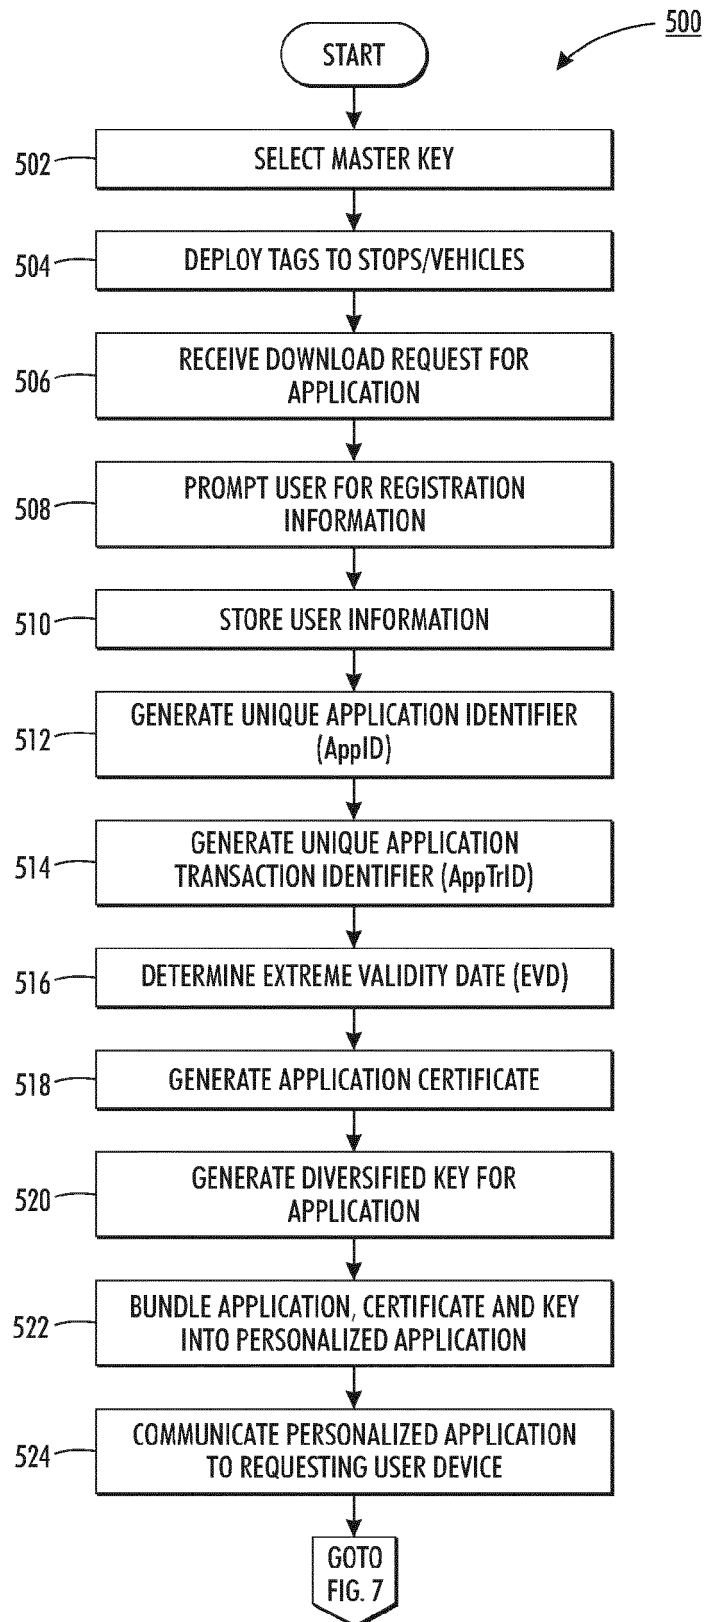 500
START
502
SELECT MASTER KEY
504
DEPLOY TAGS TO STOPS/VEHICLES
506
RECEIVE DOWNLOAD REQUEST FOR
APPLICATION
508
PROMPT USER FOR REGISTRATION
INFORMATION
510
STORE USER INFORMATION
512
GENERATE UNIQUE APPLICATION IDENTIFIER
(AppID)
514
GENERATE UNIQUE APPLICATION
TRANSACTION IDENTIFIER (AppTrID)
516
DETERMINE EXTREME VALIDITY DATE (EVD)
518
GENERATE APPLICATION CERTIFICATE
520
GENERATE DIVERSIFIED KEY FOR
APPLICATION
522
BUNDLE APPLICATION, CERTIFICATE AND KEY
INTO PERSONALIZED APPLICATION
524
COMMUNICATE PERSONALIZED APPLICATION
TO REQUESTING USER DEVICE
GOTO
FIG. 7